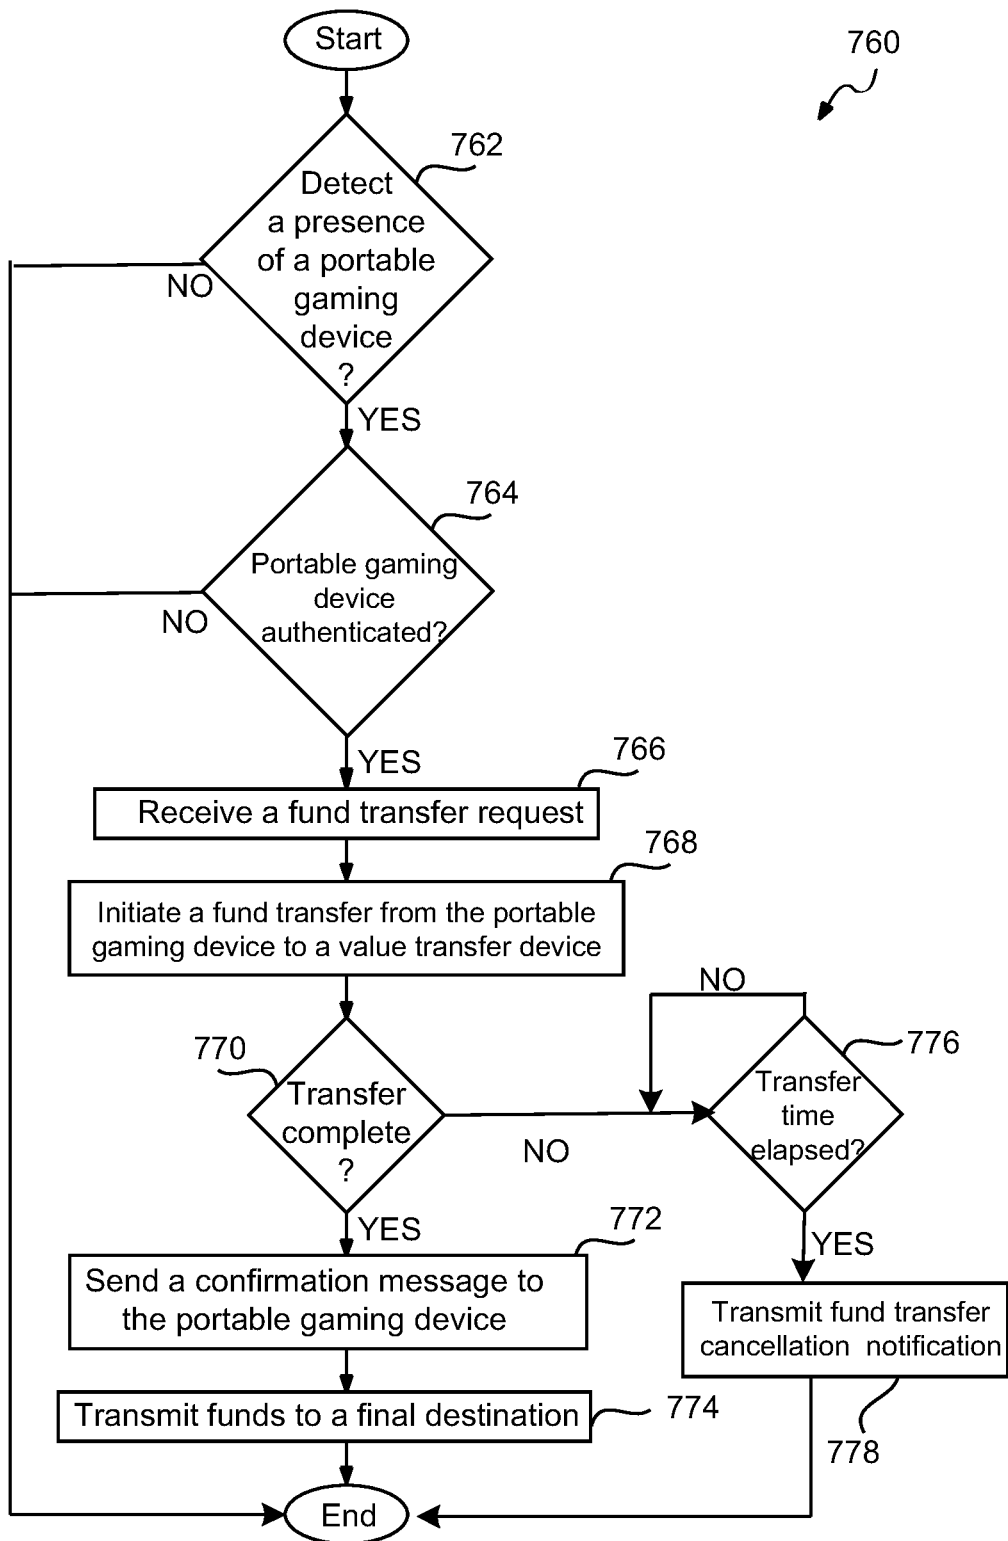 Start
760
762
Detect
a presence
of a portable
gaming
device
?
NO
YES
764
Portable gaming
device
authenticated?
NO
YES
766
Receive a fund transfer request
768
Initiate a fund transfer from the portable
gaming device to a value transfer device
NO
770
776
Transfer
complete
?
Transfer
time
elapsed?
NO
YES
772
YES
Send a confirmation message to
the portable gaming device
Transmit fund transfer
cancellation notification
Transmit funds to a final destination
774
778
End